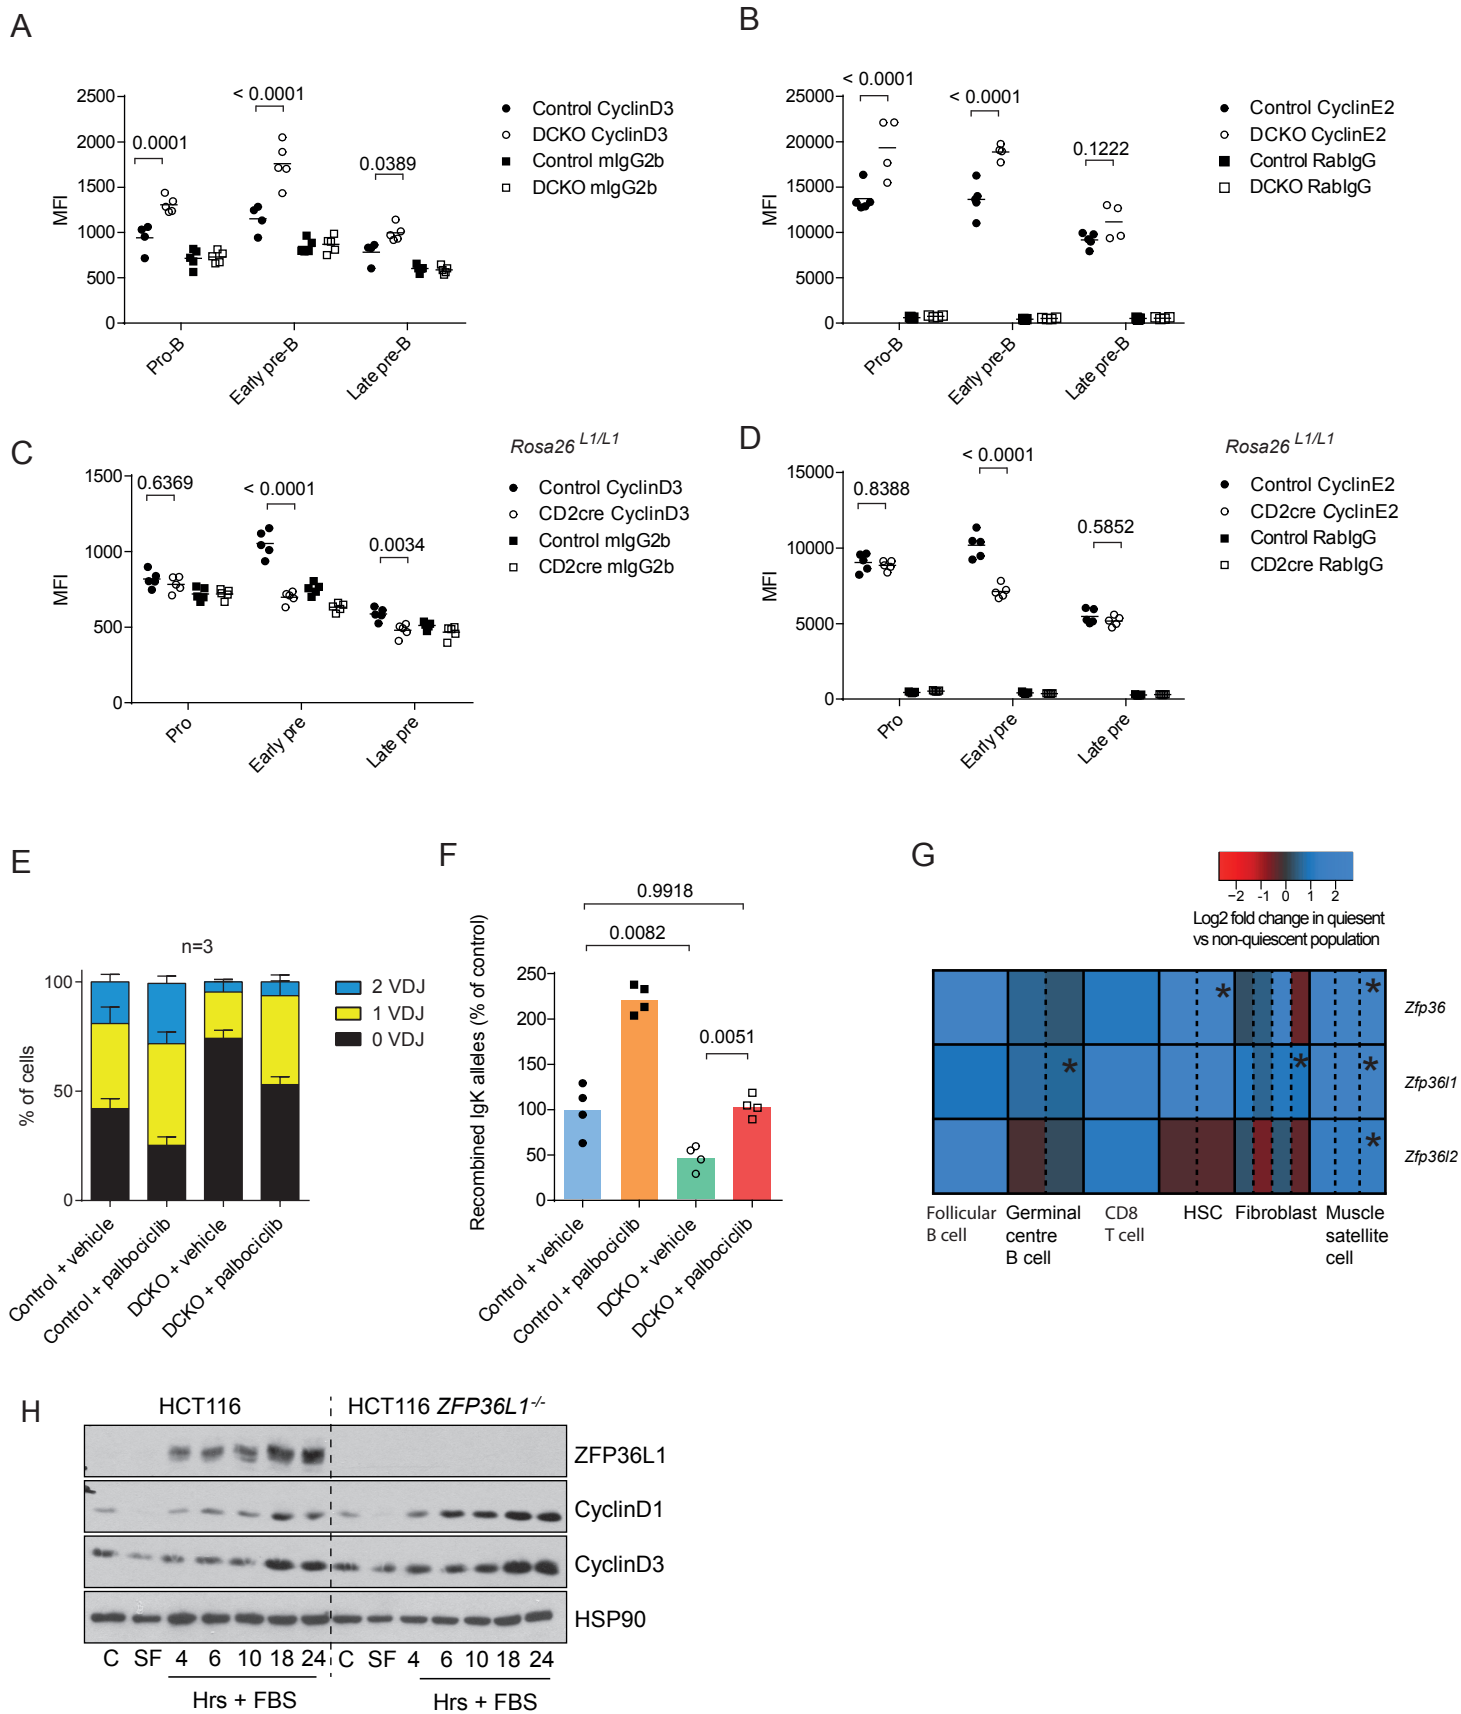 A
2500
2000
1500
1000
500
0
MFI
0.0001
< 0.0001
0.0389
Pro-B
Early pre-B
Late pre-B
Control CyclinD3
DCKO CyclinD3
Control mIgG2b
DCKO mIgG2b
B
25000
20000
15000
10000
5000
0
MFI
< 0.0001
< 0.0001
0.1222
Pro-B
Early pre-B
Late pre-B
Control CyclinE2
DCKO CyclinE2
Control RabIgG
DCKO RabIgG
C
1500
1000
500
0
MFI
0.6369
< 0.0001
0.0034
Pro
Early pre
Late pre
Rosa26 L1/L1
Control CyclinD3
CD2cre CyclinD3
Control mIgG2b
CD2cre mIgG2b
D
15000
10000
5000
0
MFI
0.8388
< 0.0001
0.5852
Pro
Early pre
Late pre
Rosa26 L1/L1
Control CyclinE2
CD2cre CyclinE2
Control RabIgG
CD2cre RabIgG
E
n=3
100
50
0
% of cells
2 VDJ
1 VDJ
0 VDJ
Control + vehicle
Control + palbociclib
DCKO + vehicle
DCKO + palbociclib
F
0.9918
0.0082
0.0051
250
200
150
100
50
0
Recombined IgK alleles (% of control)
Control + vehicle
Control + palbociclib
DCKO + vehicle
DCKO + palbociclib
G
−2 -1 0 1 2
Log2 fold change in quiesent
vs non-quiescent population
*
*
*
*
*
*
Zfp36
Zfp36l1
Zfp36l2
Follicular
B cell
Germinal
centre
B cell
CD8
T cell
HSC
Fibroblast
Muscle
satellite
cell
H
HCT116
HCT116 ZFP36L1-/-
ZFP36L1
CyclinD1
CyclinD3
HSP90
C SF 4 6 10 18 24 C SF 4 6 10 18 24
Hrs + FBS
Hrs + FBS